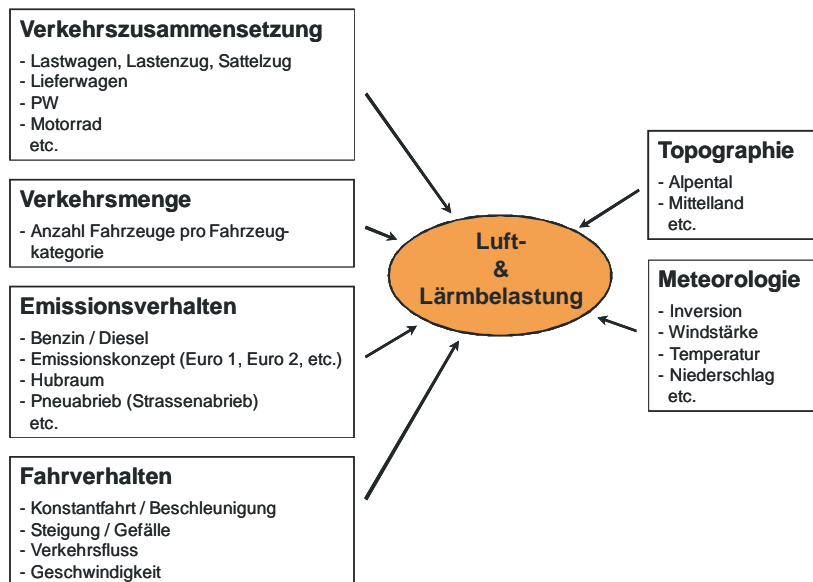 Verkehrszusammensetzung
- Lastwagen, Lastenzug, Sattelzug
- Lieferwagen
- PW
- Motorrad
etc.
Verkehrsmenge
- Anzahl Fahrzeuge pro Fahrzeug-
kategorie
Emissionsverhalten
- Benzin / Diesel
- Emissionskonzept (Euro 1, Euro 2, etc.)
- Hubraum
- Pneuabrieb (Strassenabrieb)
etc.
Fahrverhalten
- Konstantfahrt / Beschleunigung
- Steigung / Gefälle
- Verkehrsfluss
- Geschwindigkeit
Luft-
&
Lärmbelastung
Topographie
- Alpental
- Mittelland
etc.
Meteorologie
- Inversion
- Windstärke
- Temperatur
- Niederschlag
etc.